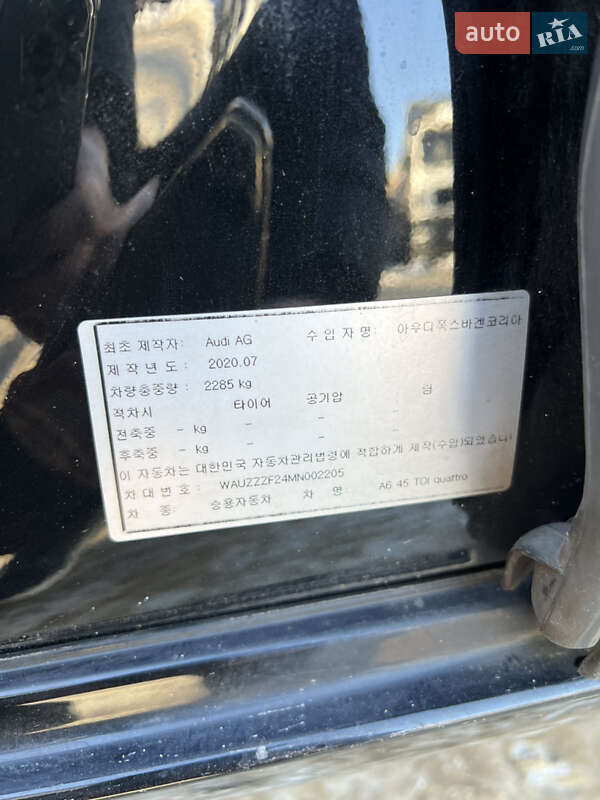 auto RIA.com
최초 제작자: Audi AG 수 입 자 명: 아우디폭스바겐코리아
제 작 년 도 : 2020.07
차량총중량 : 2285 kg
적차시 타이어 공기압 림
전축중 - kg - - -
후축중 - kg - - -
이 자동차는 대한민국 자동차관리법령에 적합하게 제작(수입)되었습니다
차 대 번 호 : WAUZZZF24MN002205
차 종: 승용자동차 차 명: A6 45 TDI quattro